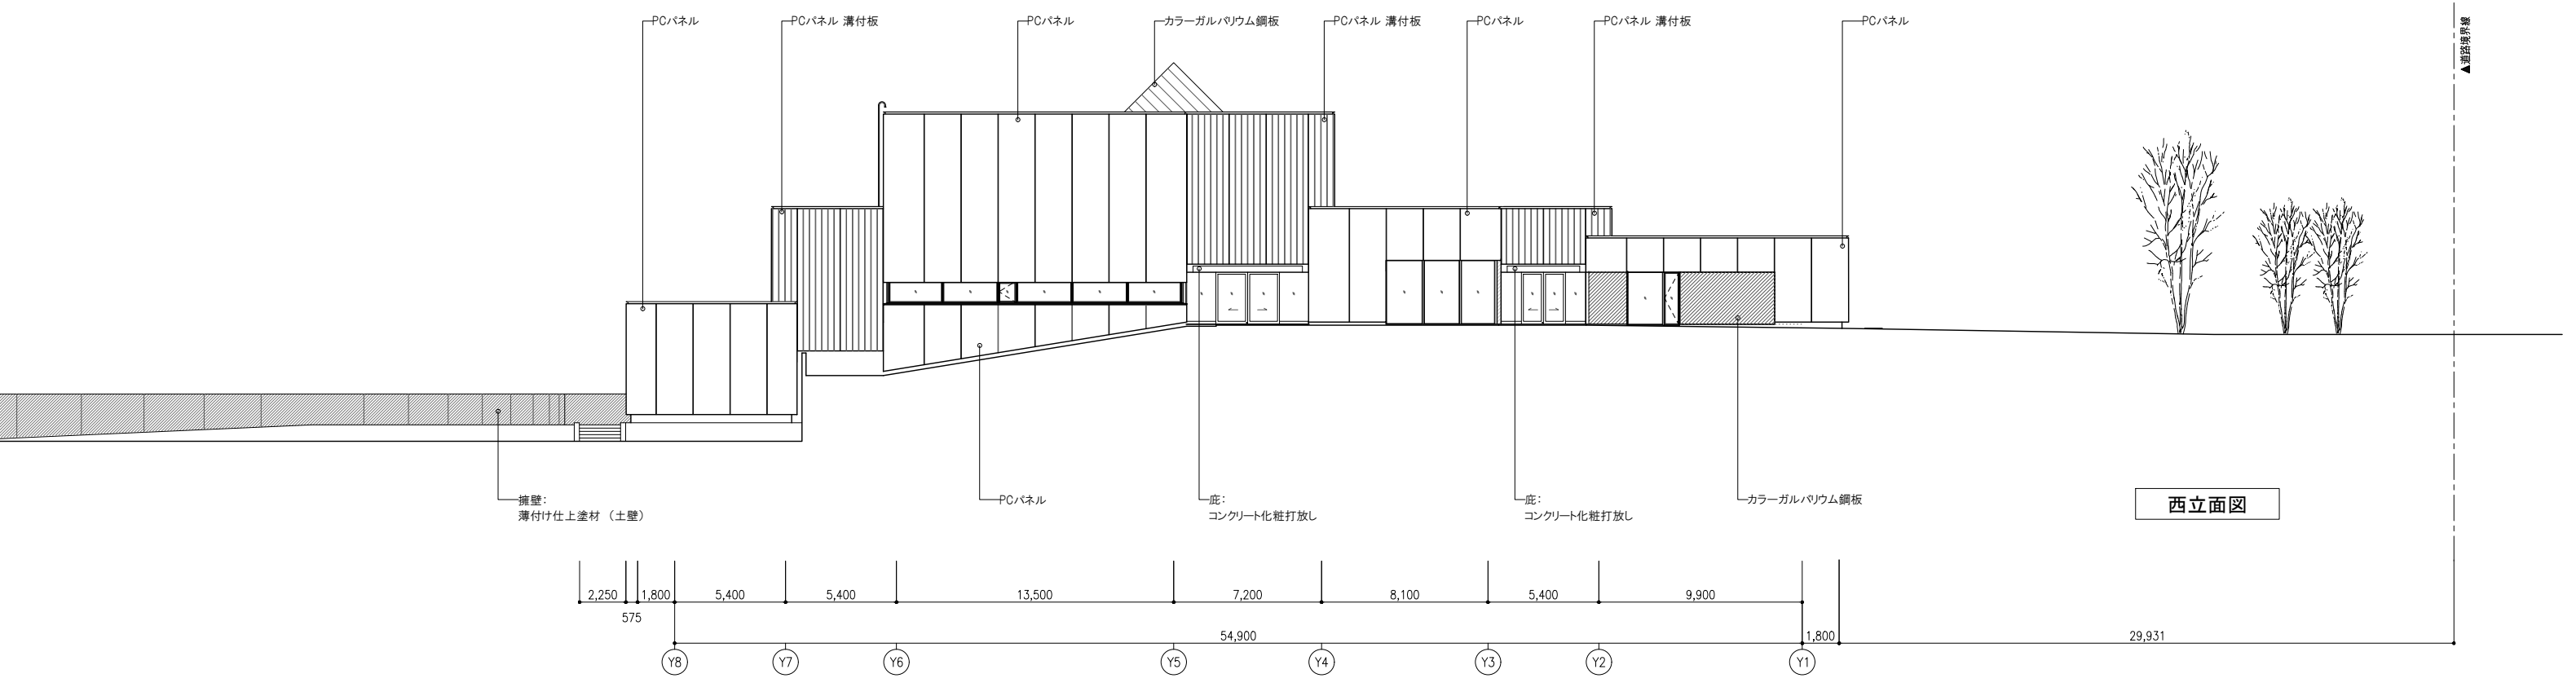 PCパネル
PCパネル 溝付板
PCパネル
カラーガルバリウム鋼板
PCパネル 溝付板
PCパネル
PCパネル 溝付板
PCパネル
▲道路境界線
擁壁：
薄付け仕上塗材 （土壁）
PCパネル
庇：
コンクリート化粧打放し
庇：
コンクリート化粧打放し
カラーガルバリウム鋼板
西立面図
2,250
575
1,800
5,400
5,400
13,500
7,200
8,100
5,400
9,900
54,900
1,800
29,931
Y8
Y7
Y6
Y5
Y4
Y3
Y2
Y1